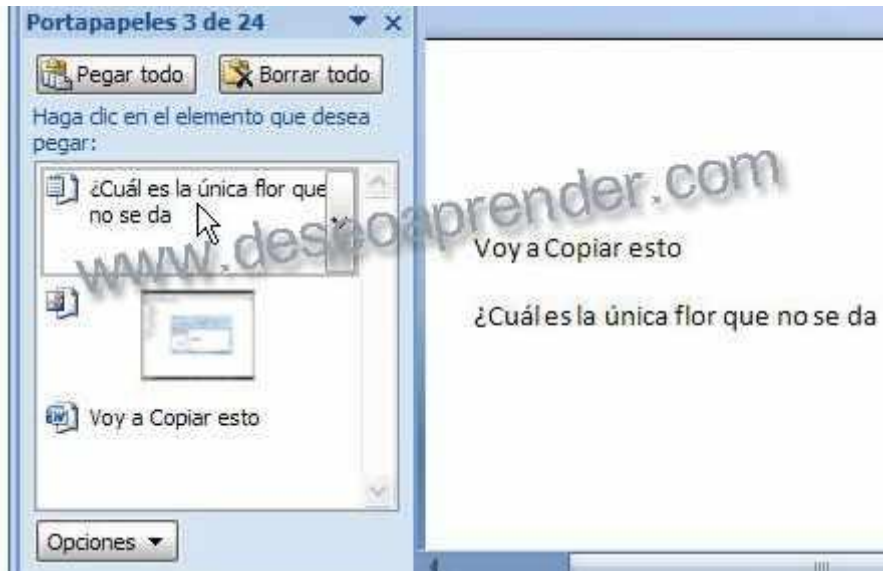 Portapapeles 3 de 24
Pegar todo
Borrar todo
Haga clic en el elemento que desea
pegar:
¿Cuál es la única flor que
no se da
Voy a Copiar esto
Opciones
www.deseoaprender.com
Voy a Copiar esto
¿Cuál es la única flor que no se da